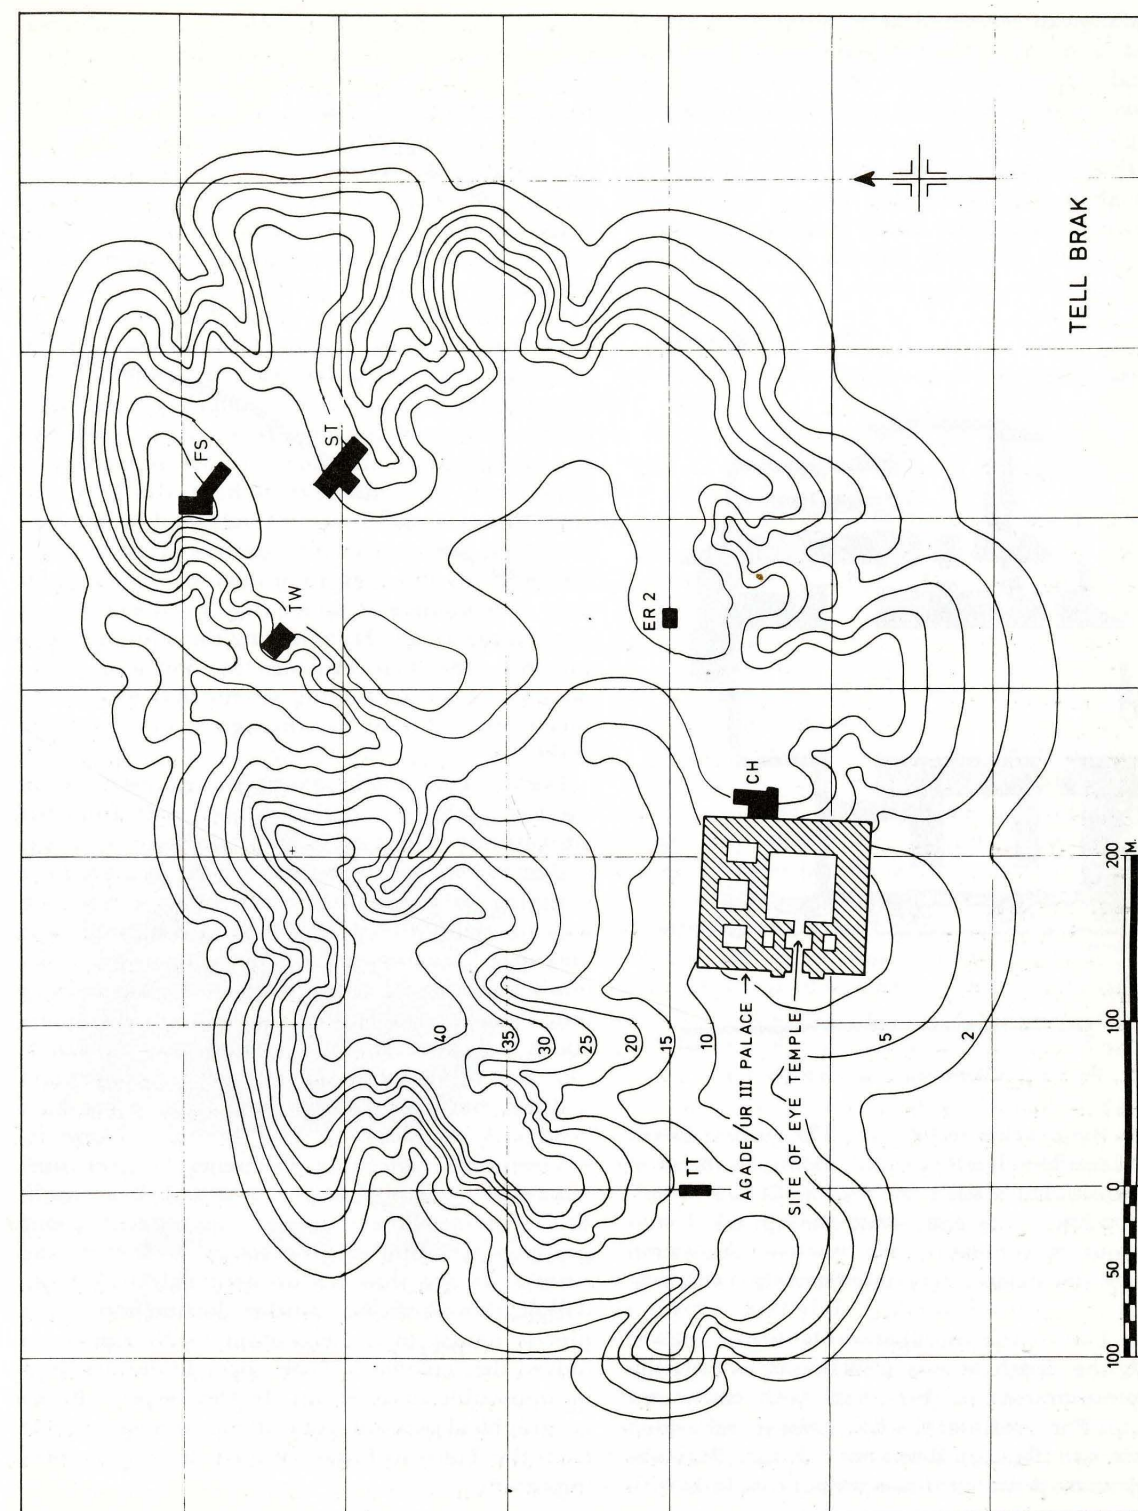 TELL BRAK
FS
ST
TW
ER 2
CH
40
35
30
25
20
15
10
5
2
TT
AGADE/UR III PALACE
SITE OF EYE TEMPLE
100 50 0 100 200
M